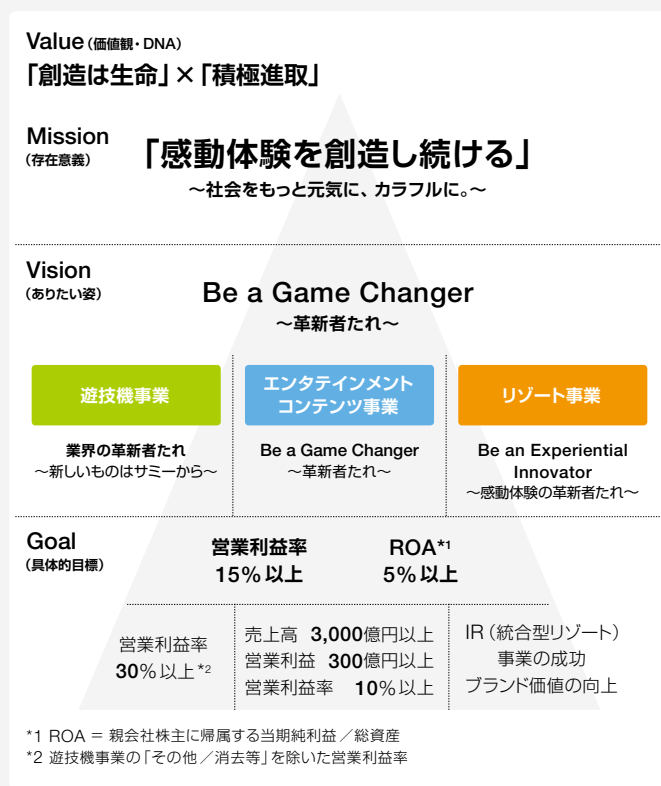 Value(価値観・DNA)
「創造は生命」×「積極進取」
Mission
(存在意義)
「感動体験を創造し続ける」
～社会をもっと元気に、カラフルに。～
Vision
(ありたい姿)
Be a Game Changer
～革新者たれ～
遊技機事業
業界の革新者たれ
～新しいものはサミーから～
エンタテインメント
コンテンツ事業
Be a Game Changer
～革新者たれ～
リゾート事業
Be an Experiential
Innovator
～感動体験の革新者たれ～
Goal
(具体的目標)
営業利益率
15%以上
ROA*1
5%以上
営業利益率
30%以上*2
売上高 3,000億円以上
営業利益 300億円以上
営業利益率 10%以上
IR(統合型リゾート)
事業の成功
ブランド価値の向上
*1 ROA = 親会社株主に帰属する当期純利益/総資産
*2 遊技機事業の「その他/消去等」を除いた営業利益率